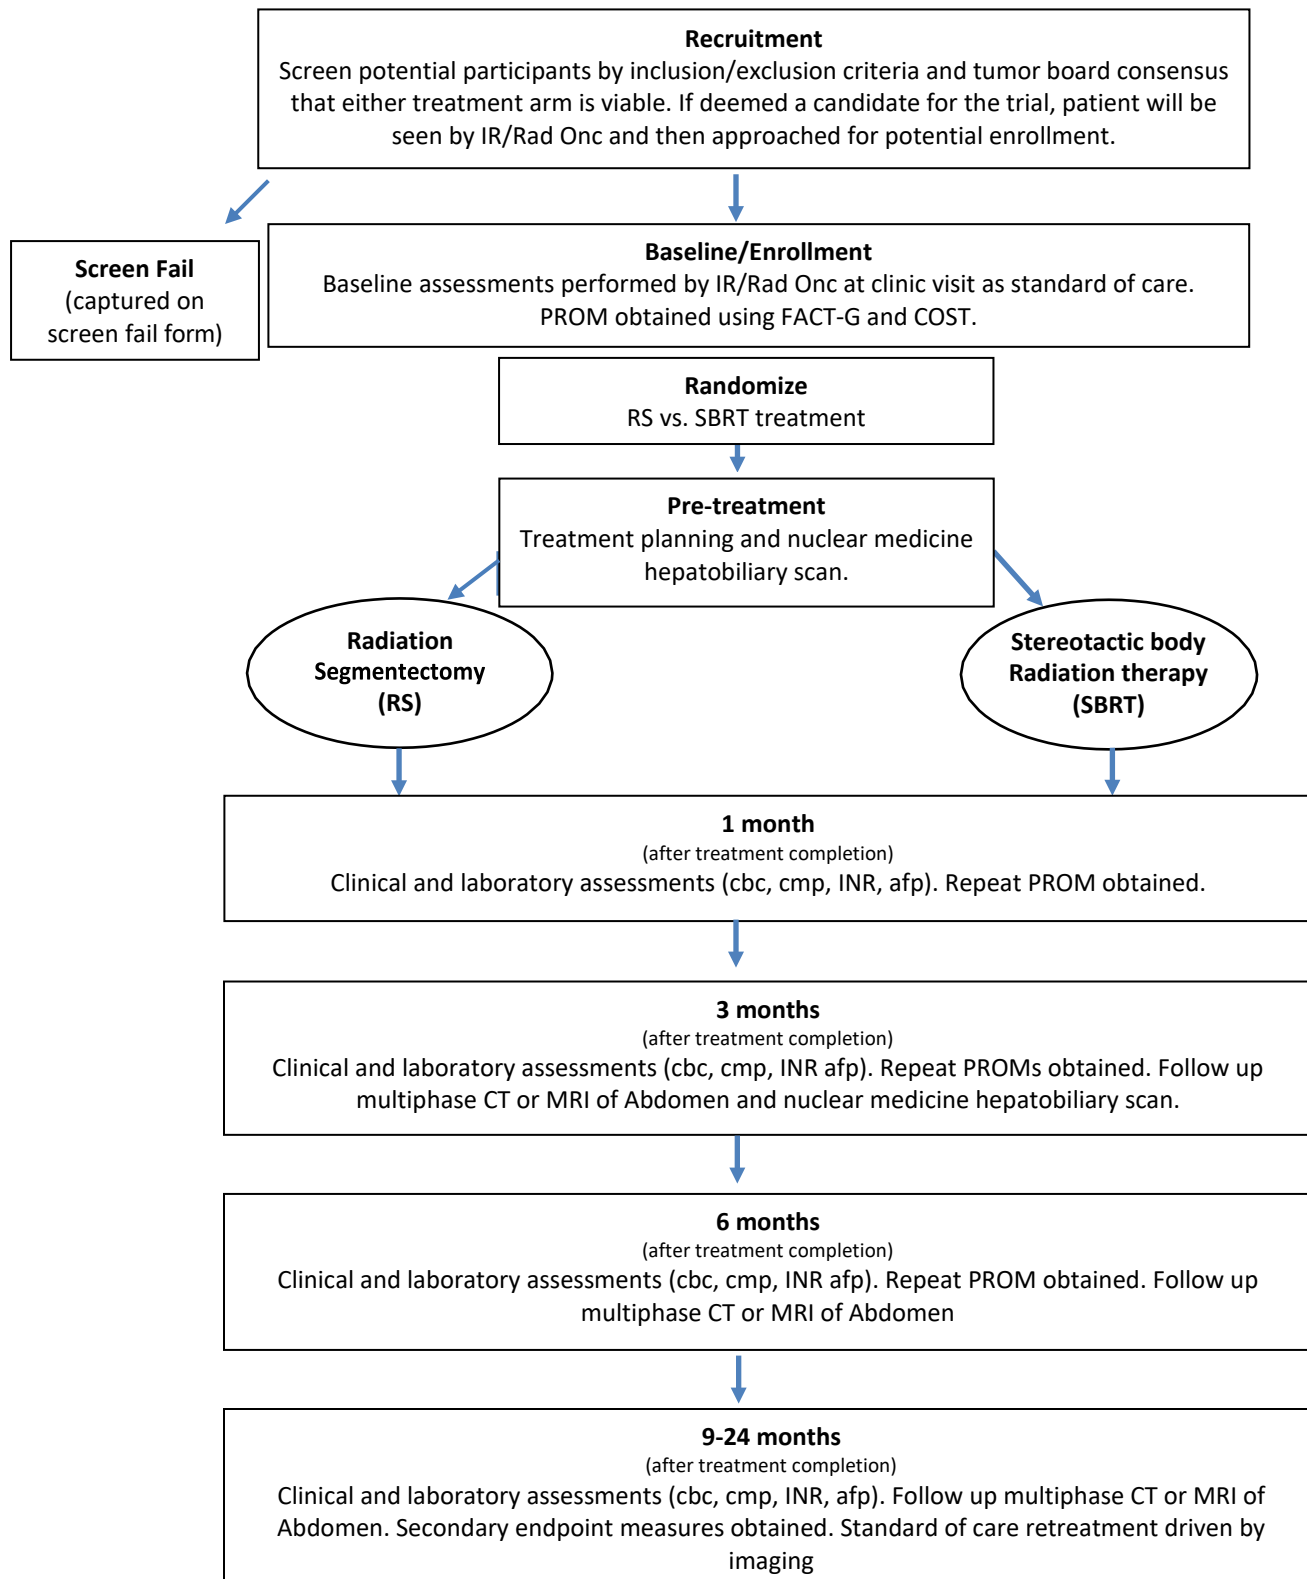 Recruitment
Screen potential participants by inclusion/exclusion criteria and tumor board consensus
that either treatment arm is viable. If deemed a candidate for the trial, patient will be
seen by IR/Rad Onc and then approached for potential enrollment.
Screen Fail
(captured on
screen fail form)
Baseline/Enrollment
Baseline assessments performed by IR/Rad Onc at clinic visit as standard of care.
PROM obtained using FACT-G and COST.
Randomize
RS vs. SBRT treatment
Pre-treatment
Treatment planning and nuclear medicine
hepatobiliary scan.
Radiation
Segmentectomy
(RS)
Stereotactic body
Radiation therapy
(SBRT)
1 month
(after treatment completion)
Clinical and laboratory assessments (cbc, cmp, INR, afp). Repeat PROM obtained.
3 months
(after treatment completion)
Clinical and laboratory assessments (cbc, cmp, INR afp). Repeat PROMs obtained. Follow up
multiphase CT or MRI of Abdomen and nuclear medicine hepatobiliary scan.
6 months
(after treatment completion)
Clinical and laboratory assessments (cbc, cmp, INR afp). Repeat PROM obtained. Follow up
multiphase CT or MRI of Abdomen
9-24 months
(after treatment completion)
Clinical and laboratory assessments (cbc, cmp, INR, afp). Follow up multiphase CT or MRI of
Abdomen. Secondary endpoint measures obtained. Standard of care retreatment driven by
imaging